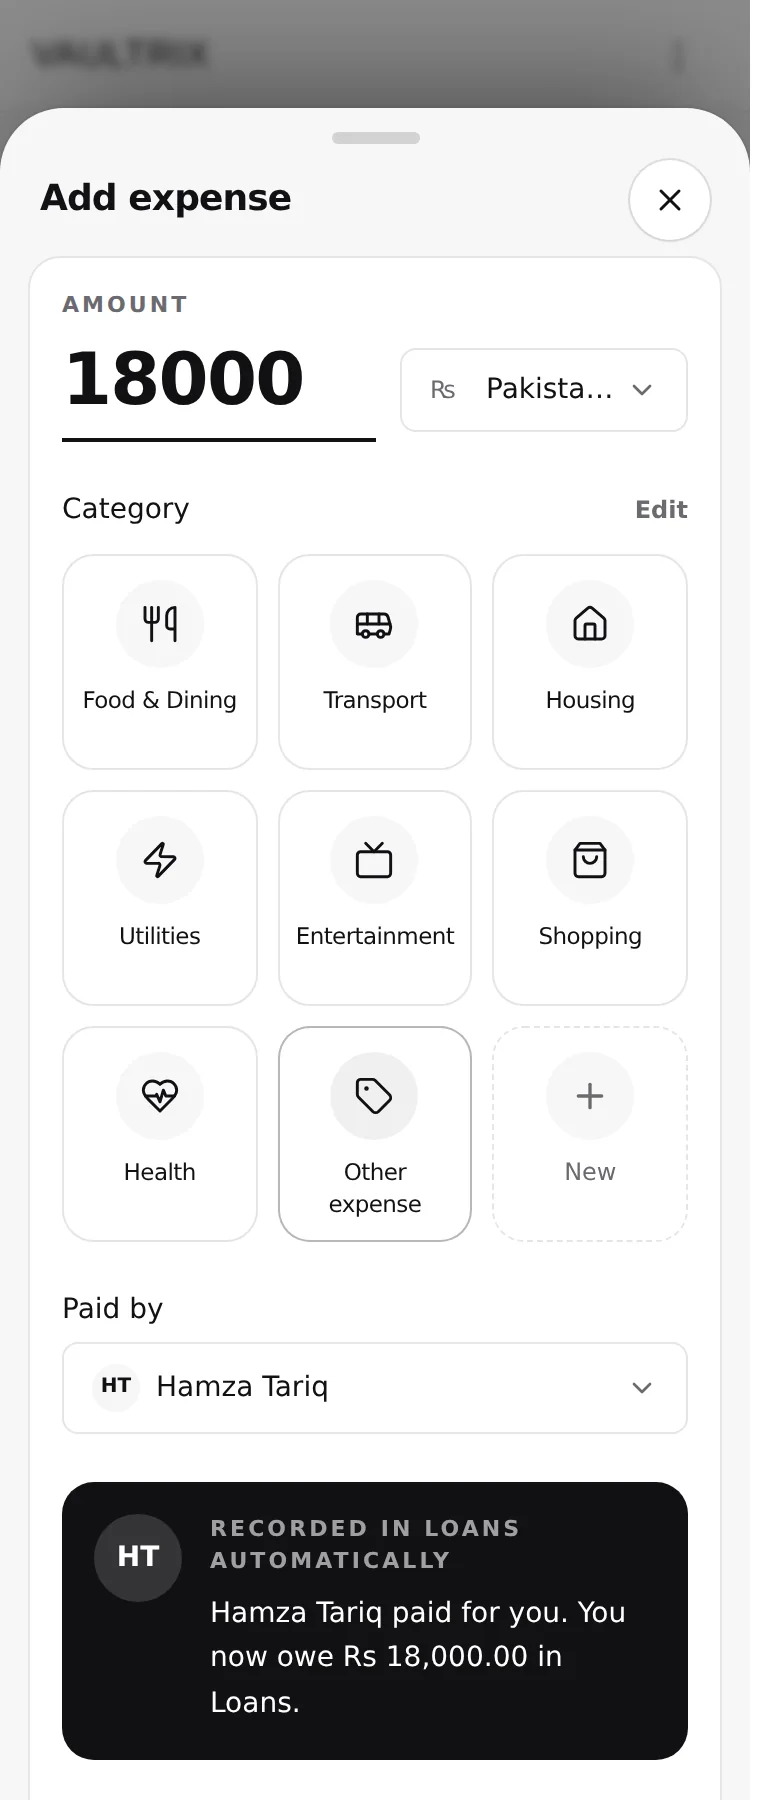 VAULTRIX
Add expense
AMOUNT
18000
₨ Pakista...
Category
Edit
Food & Dining
Transport
Housing
Utilities
Entertainment
Shopping
Health
Other
expense
New
Paid by
HT Hamza Tariq
HT
RECORDED IN LOANS
AUTOMATICALLY
Hamza Tariq paid for you. You
now owe Rs 18,000.00 in
Loans.